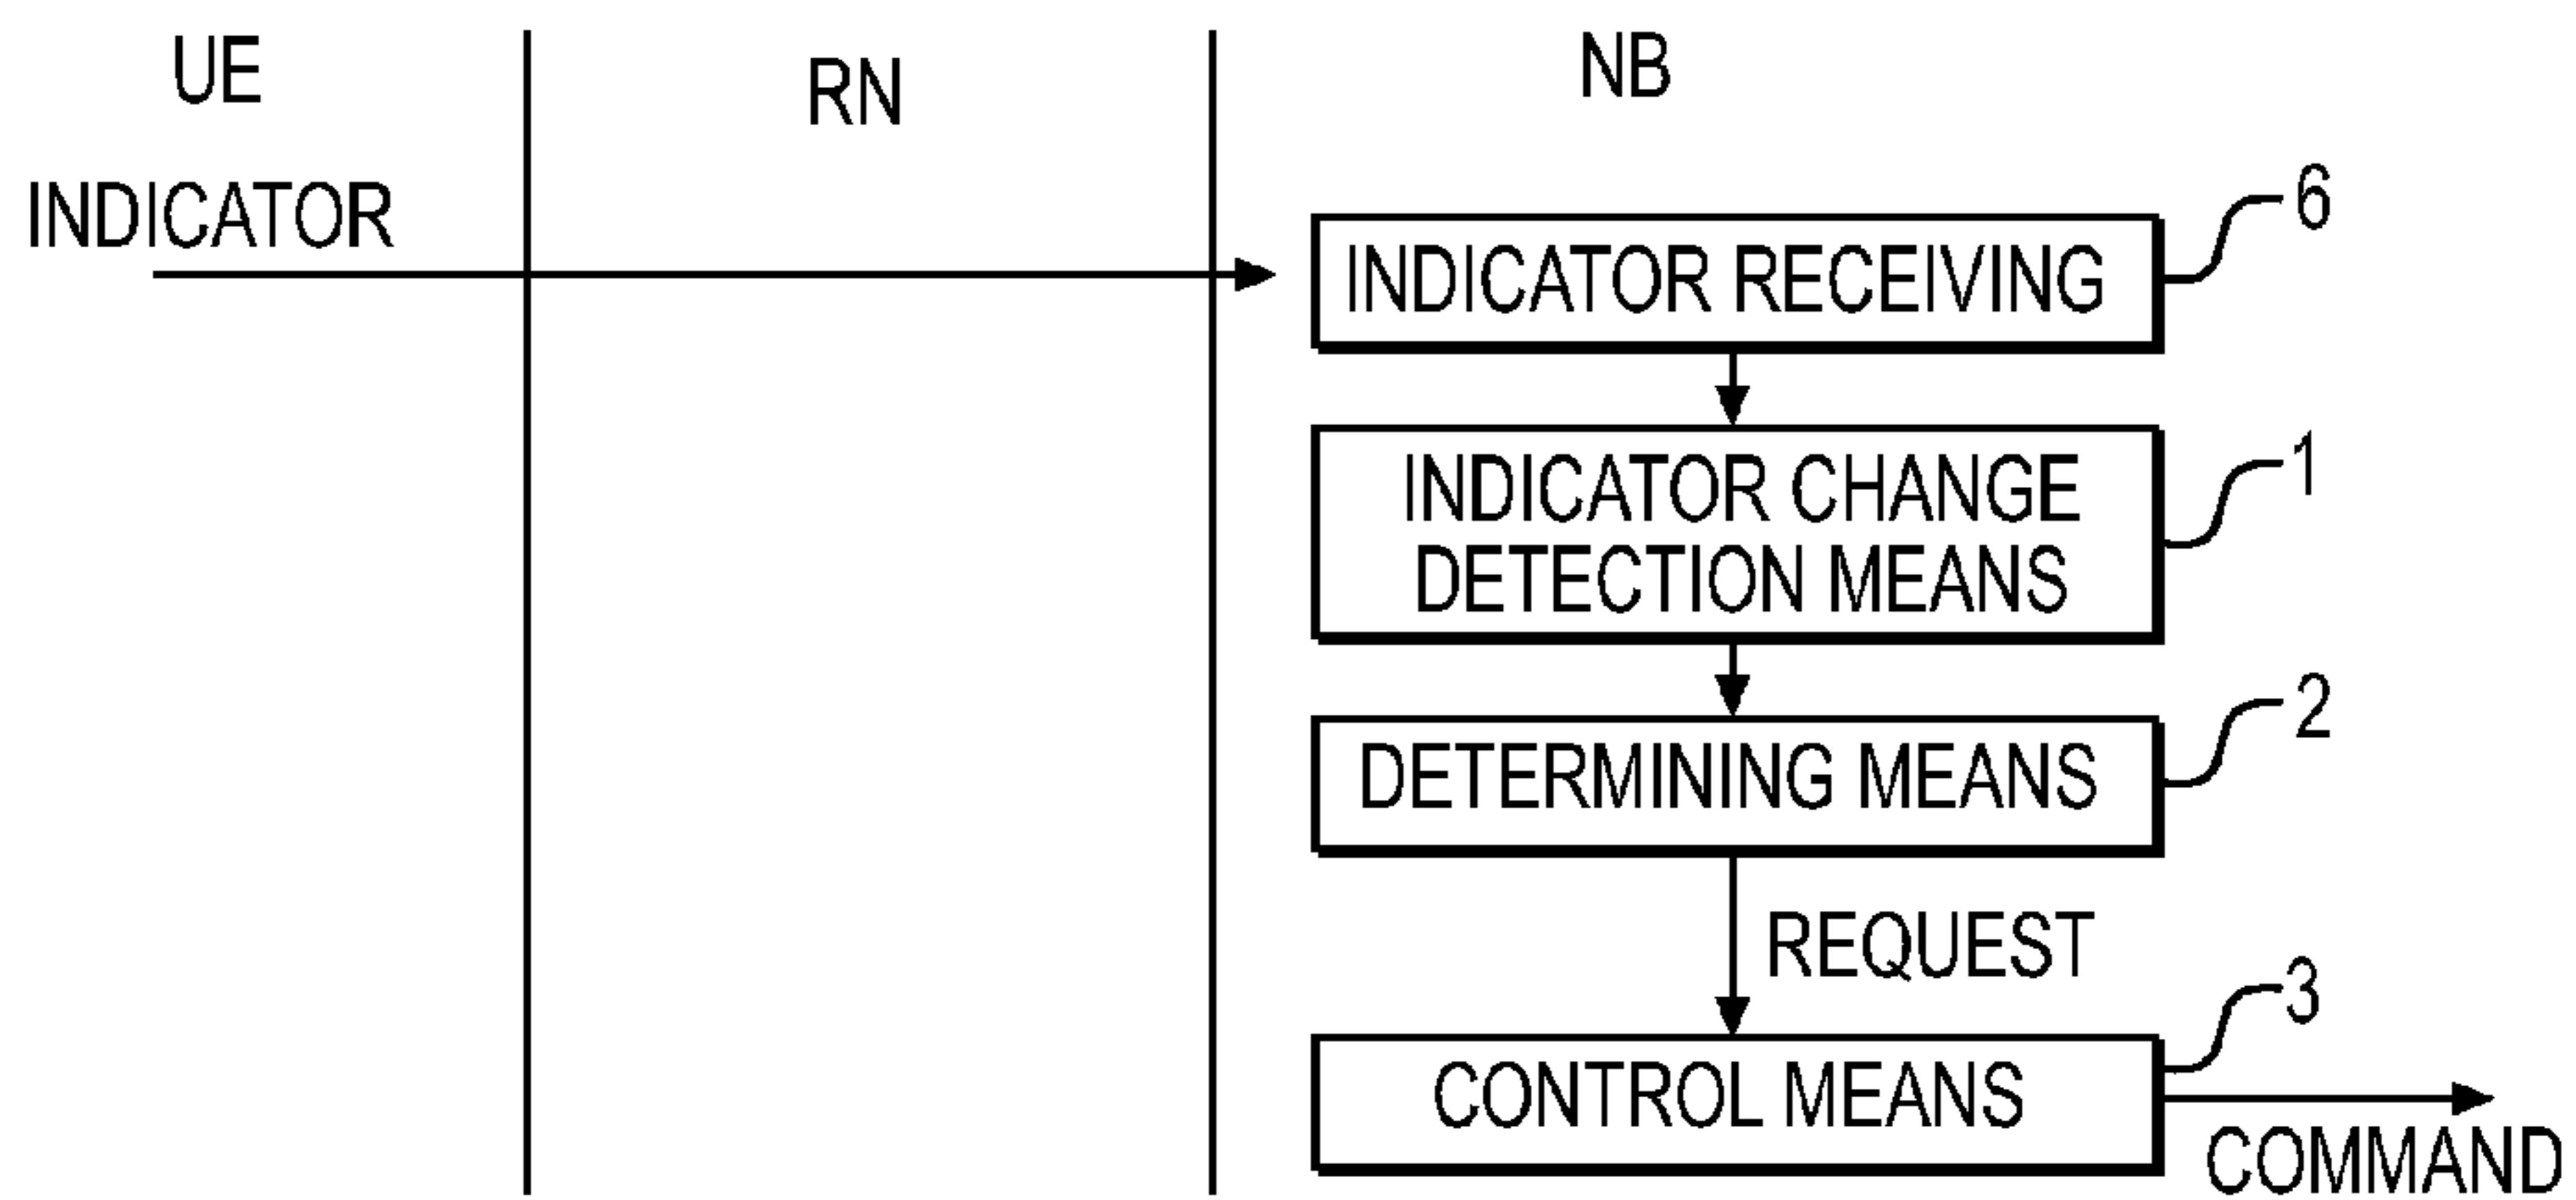 UE
RN
NB
INDICATOR
INDICATOR RECEIVING
6
INDICATOR CHANGE
DETECTION MEANS
1
DETERMINING MEANS
2
REQUEST
CONTROL MEANS
3
COMMAND